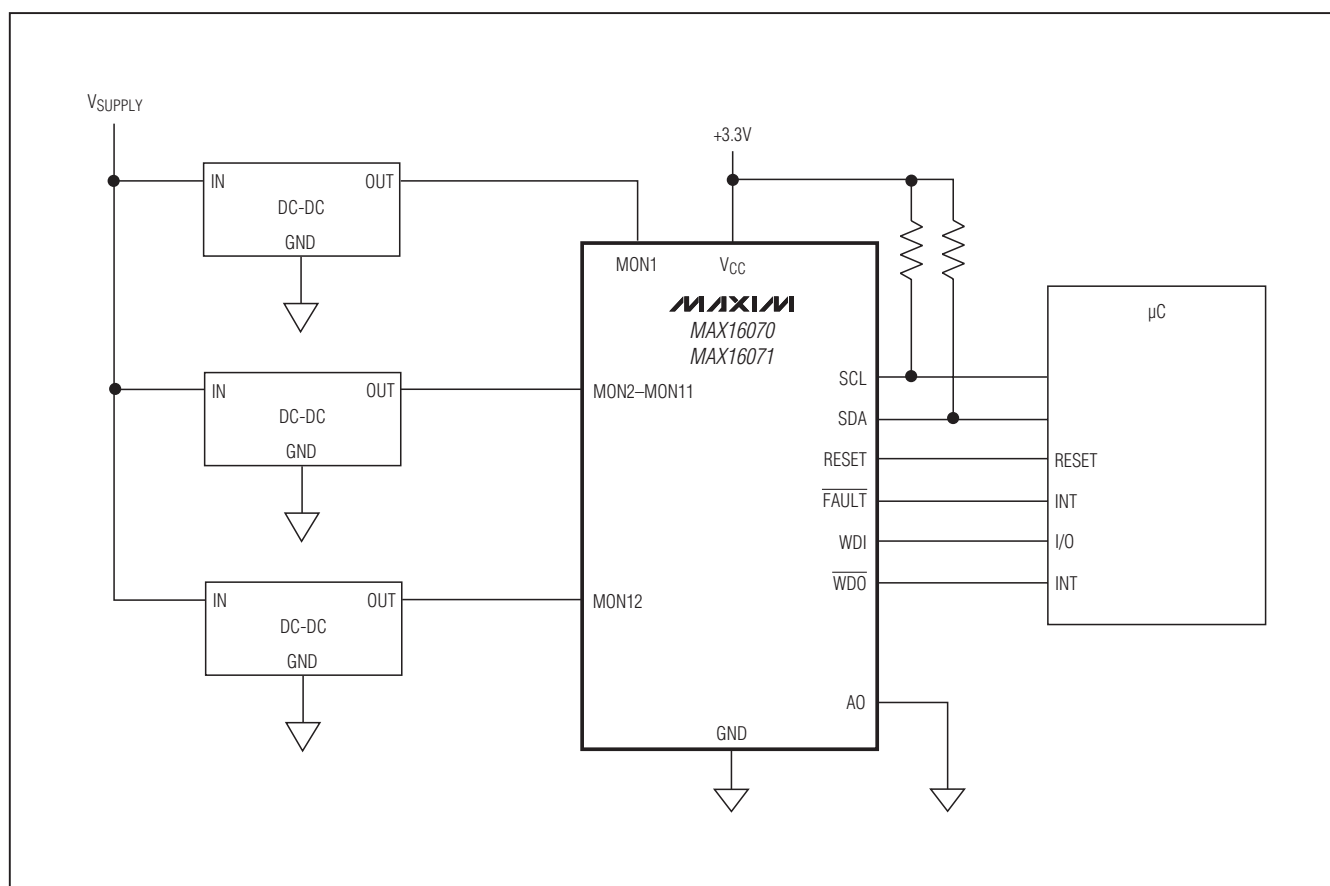 VSUPPLY
+3.3V
IN
OUT
DC-DC
GND
MON1
VCC
MAXIM
MAX16070
MAX16071
µC
IN
OUT
DC-DC
GND
MON2–MON11
SCL
SDA
RESET
RESET
FAULT
INT
WDI
I/O
WDO
INT
IN
OUT
DC-DC
GND
MON12
AO
GND